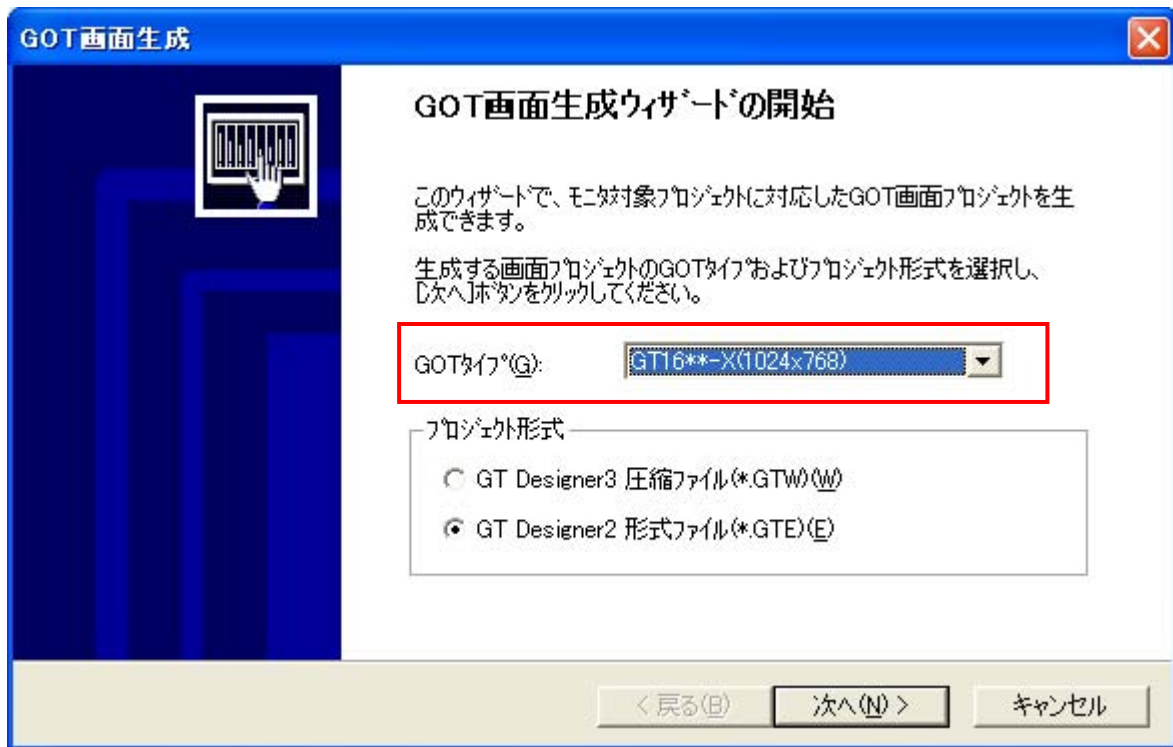 GOT画面生成
GOT画面生成ウィザードの開始
このウィザードで、モニタ対象プロジェクトに対応したGOT画面プロジェクトを生
成できます。
生成する画面プロジェクトのGOTタイプおよびプロジェクト形式を選択し、
[次へ]ボタンをクリックしてください。
GOTタイプ(G):
GT16**-X(1024x768)
プロジェクト形式
GT Designer3 圧縮ファイル(*.GTW)(W)
GT Designer2 形式ファイル(*.GTE)(E)
< 戻る(B)
次へ(N) >
キャンセル